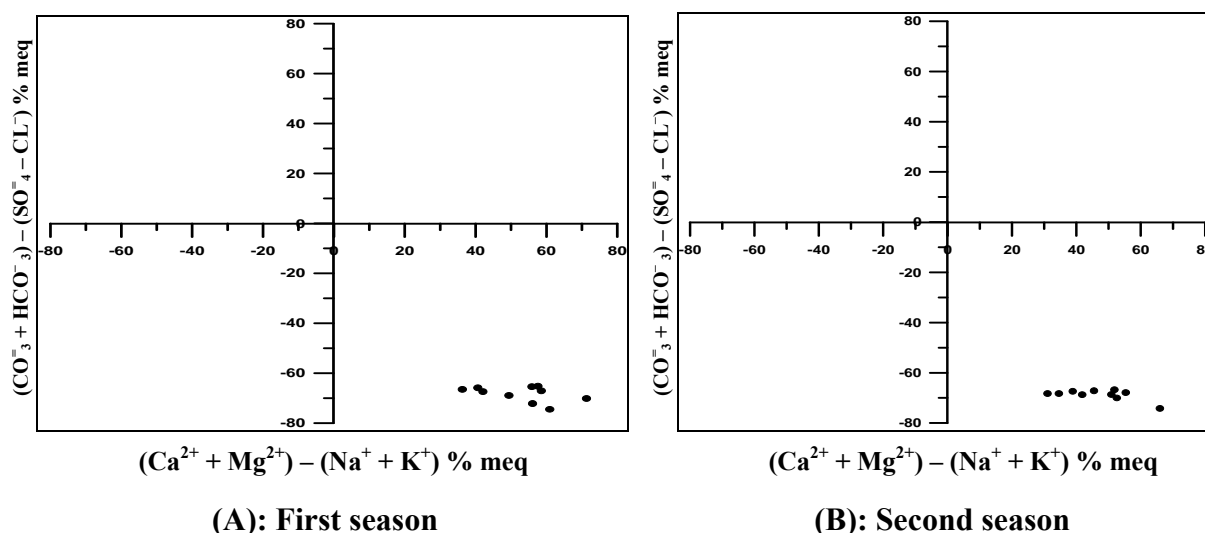 80
60
40
20
0
-80 -60 -40 -20 0 20 40 60 80
-20
-40
-60
-80
(CO⁼₃ + HCO⁻₃) – (SO⁼₄ – CL⁻) % meq
(Ca²⁺ + Mg²⁺) – (Na⁺ + K⁺) % meq
(A): First season
80
60
40
20
0
-80 -60 -40 -20 0 20 40 60 80
-20
-40
-60
-80
(CO⁼₃ + HCO⁻₃) – (SO⁼₄ – CL⁻) % meq
(Ca²⁺ + Mg²⁺) – (Na⁺ + K⁺) % meq
(B): Second season